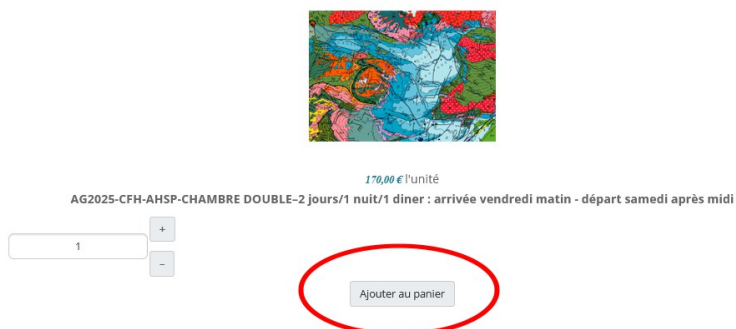 170,00 € l'unité
AG2025-CFH-AHSP-CHAMBRE DOUBLE–2 jours/1 nuit/1 diner : arrivée vendredi matin - départ samedi après midi
+
1
−
Ajouter au panier